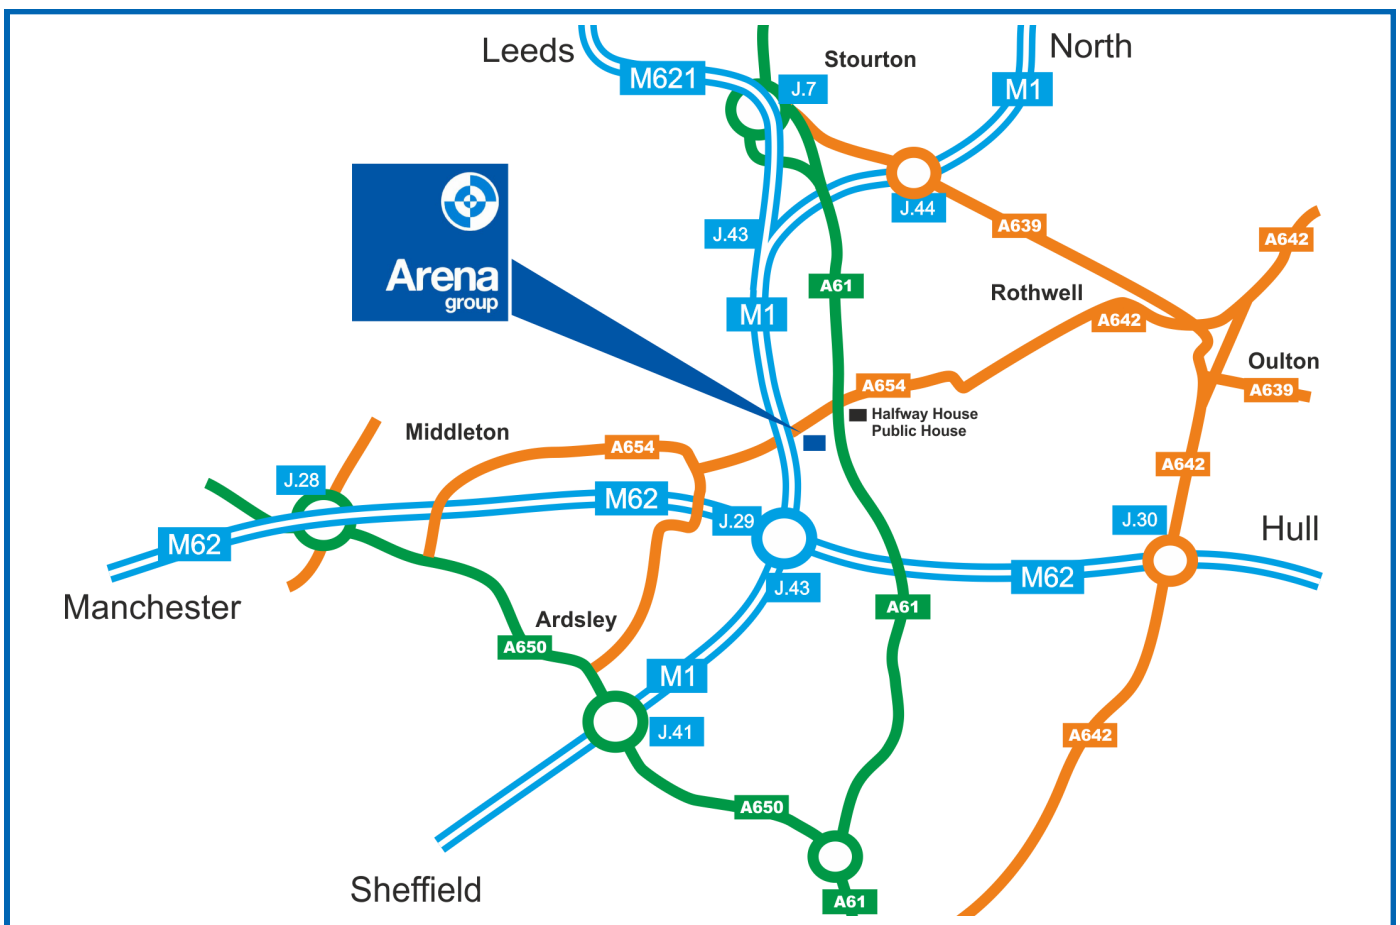 Leeds
North
Stourton
M621
J.7
M1
J.44
J.43
A639
A642
Arena
group
A61
Rothwell
M1
A642
Oulton
A654
A639
Halfway House
Public House
Middleton
A654
A642
J.28
M62
J.29
J.30
Hull
M62
M62
J.43
Manchester
A61
Ardsley
A650
M1
J.41
A642
A650
Sheffield
A61